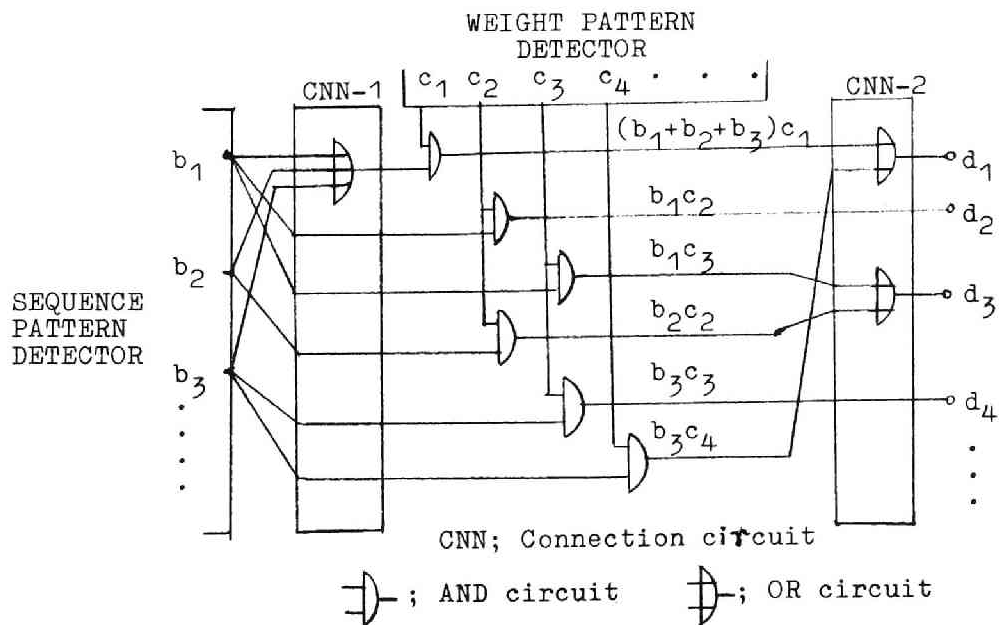 WEIGHT PATTERN
DETECTOR
c1 c2 c3 c4 . . .
CNN-1
CNN-2
(b1+b2+b3)c1
b1
d1
b1c2
d2
b2
b1c3
d3
SEQUENCE
PATTERN
DETECTOR
b2c2
b3
b3c3
d4
b3c4
CNN; Connection circuit
; AND circuit
; OR circuit